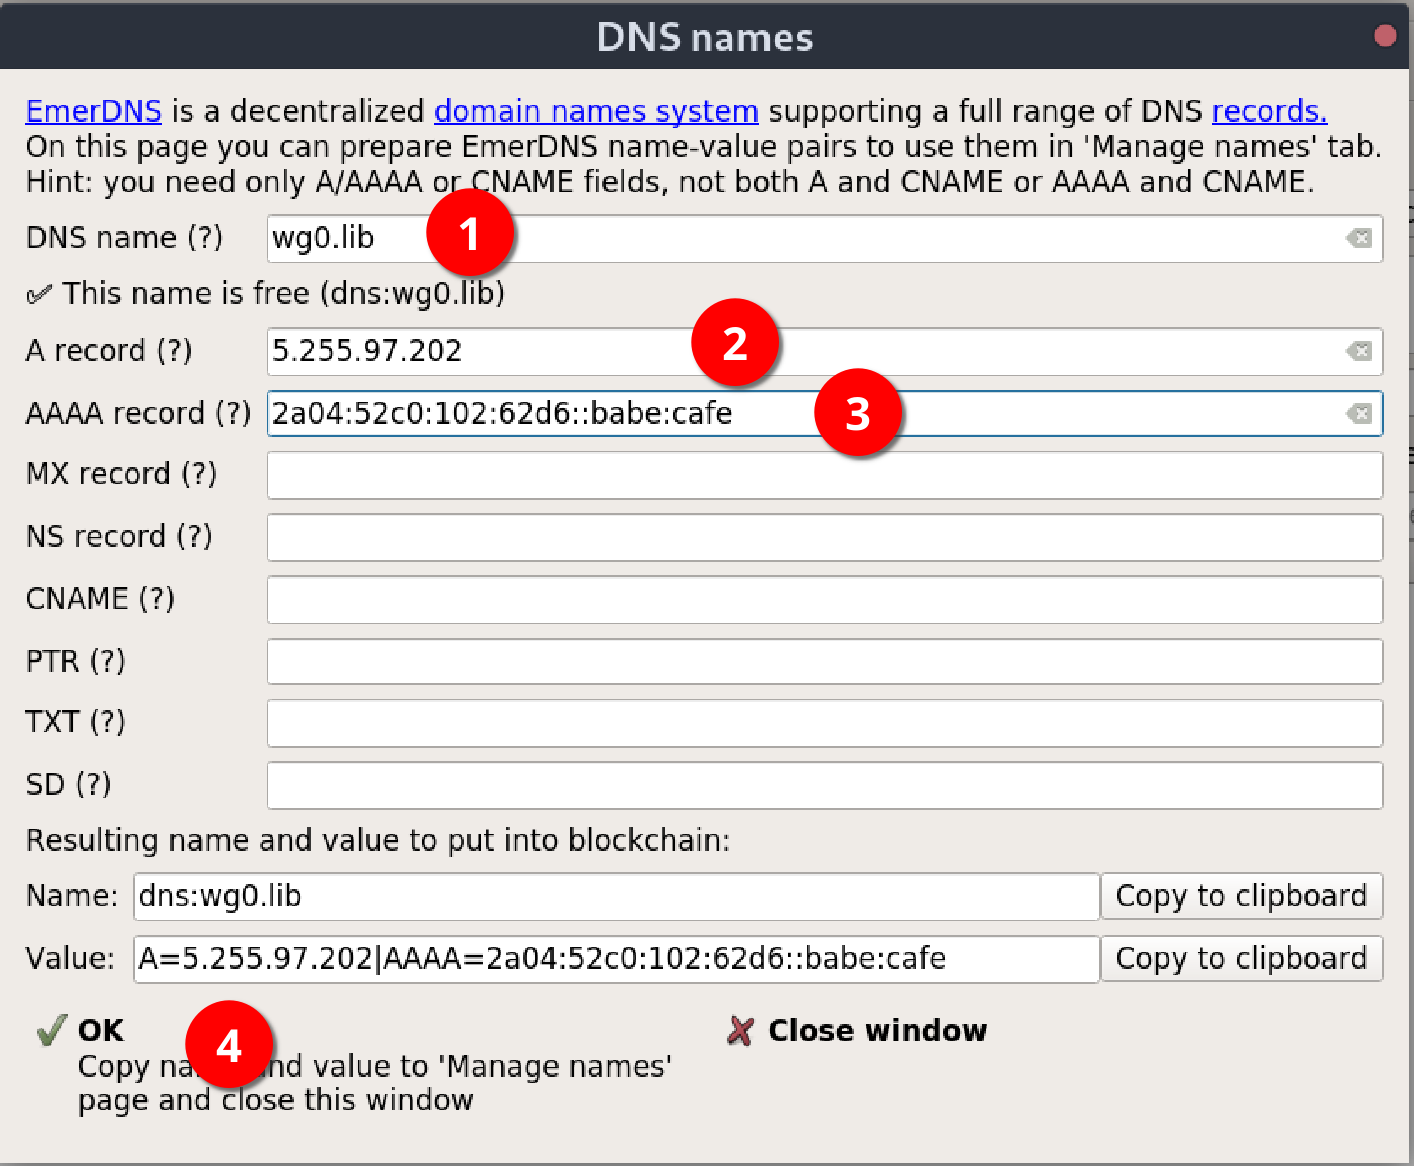 DNS names
EmerDNS is a decentralized domain names system supporting a full range of DNS records.
On this page you can prepare EmerDNS name-value pairs to use them in 'Manage names' tab.
Hint: you need only A/AAAA or CNAME fields, not both A and CNAME or AAAA and CNAME.
DNS name (?) wg0.lib 1
This name is free (dns:wg0.lib)
A record (?) 5.255.97.202 2
AAAA record (?) 2a04:52c0:102:62d6::babe:cafe 3
MX record (?)
NS record (?)
CNAME (?)
PTR (?)
TXT (?)
SD (?)
Resulting name and value to put into blockchain:
Name: dns:wg0.lib Copy to clipboard
Value: A=5.255.97.202|AAAA=2a04:52c0:102:62d6::babe:cafe Copy to clipboard
OK 4 Close window
Copy value to 'Manage names'
page and close this window